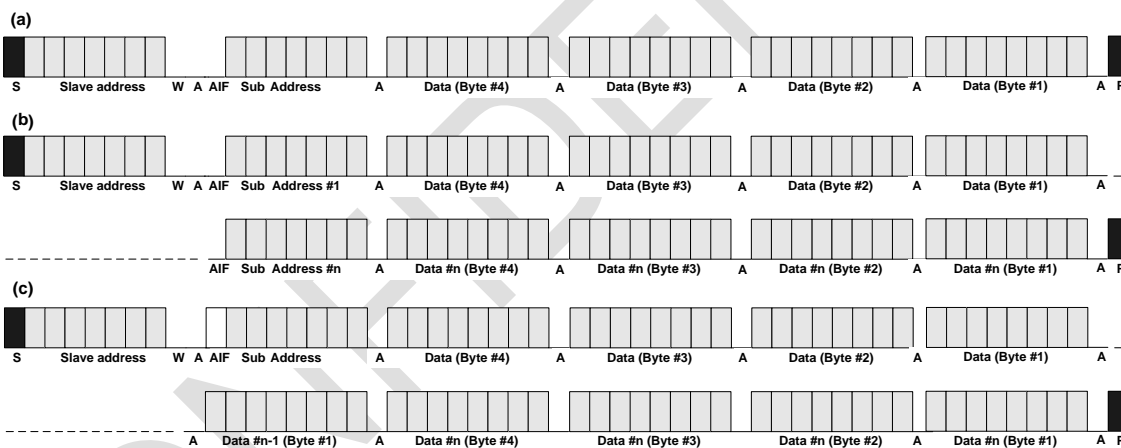 (a)
S Slave address W A AIF Sub Address A Data (Byte #4) A Data (Byte #3) A Data (Byte #2) A Data (Byte #1) A P
(b)
S Slave address W A AIF Sub Address #1 A Data (Byte #4) A Data (Byte #3) A Data (Byte #2) A Data (Byte #1) A
AIF Sub Address #n A Data #n (Byte #4) A Data #n (Byte #3) A Data #n (Byte #2) A Data #n (Byte #1) A P
(c)
S Slave address W A AIF Sub Address A Data (Byte #4) A Data (Byte #3) A Data (Byte #2) A Data (Byte #1) A
A Data #n-1 (Byte #1) A Data #n (Byte #4) A Data #n (Byte #3) A Data #n (Byte #2) A Data #n (Byte #1) A P